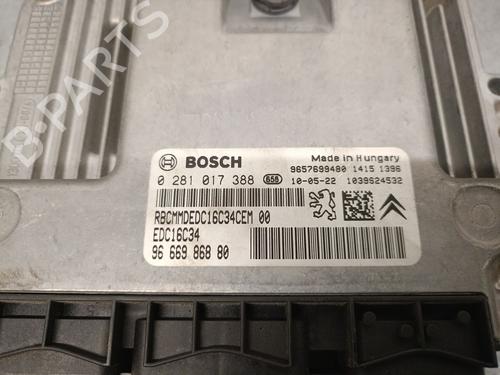 BOSCH
Made in Hungary
9657699480 1415 1396
0 281 017 388 656 10-05-22 1039S24532
RBCMMDEDC16C34CEM 00
EDC16C34
96 669 868 80
B-PARTS